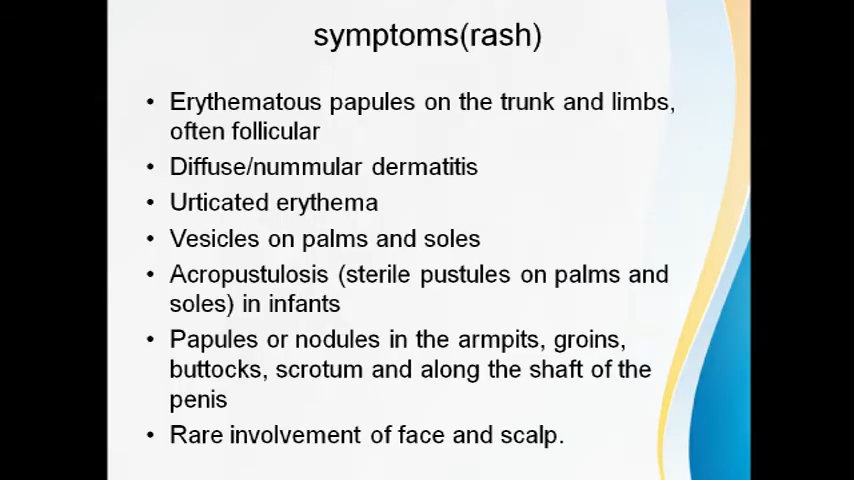 symptoms(rash)
• Erythematous papules on the trunk and limbs,
often follicular
• Diffuse/nummular dermatitis
• Urticated erythema
• Vesicles on palms and soles
• Acropustulosis (sterile pustules on palms and
soles) in infants
• Papules or nodules in the armpits, groins,
buttocks, scrotum and along the shaft of the
penis
• Rare involvement of face and scalp.